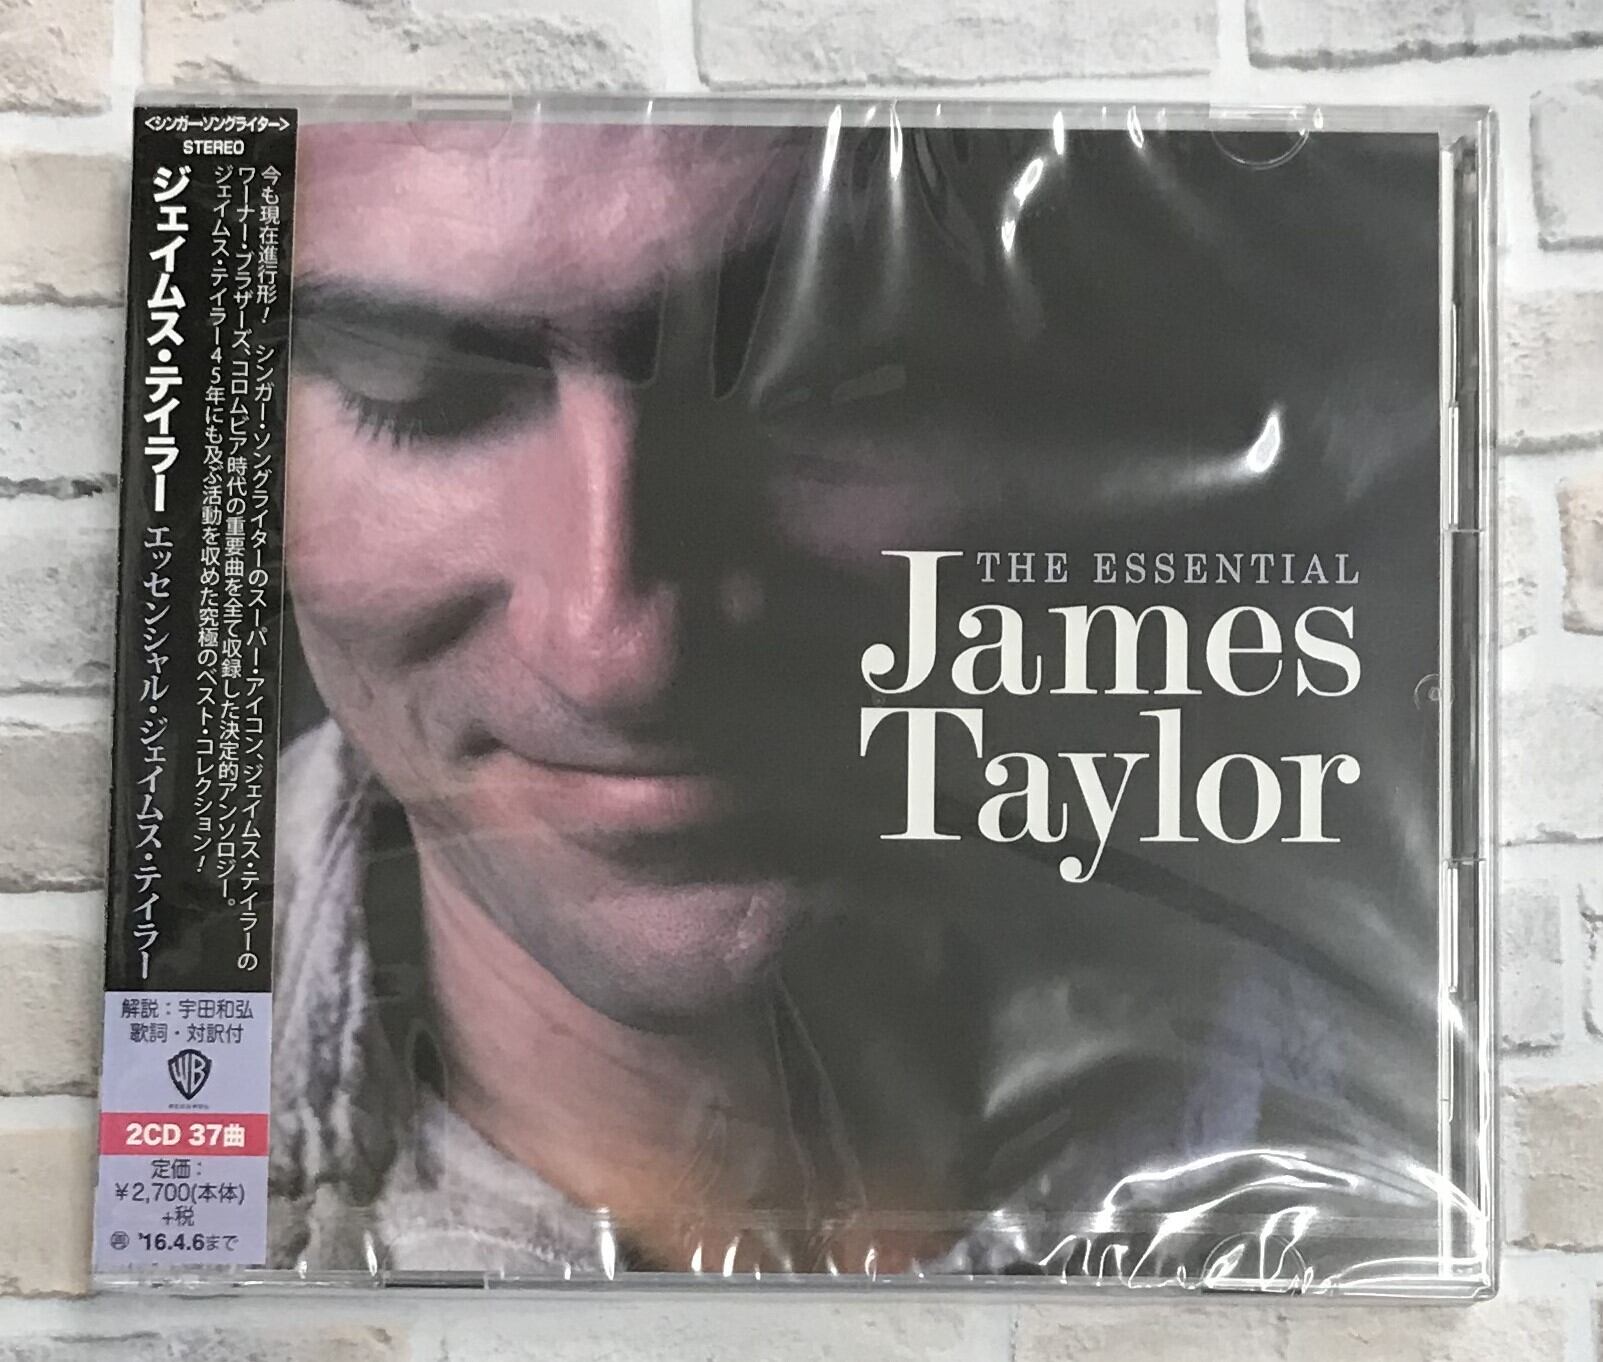 <シンガーソングライター>
STEREO
今も現在進行形！ シンガー・ソングライターのスーパー・アイコン、ジェイムス・テイラーの
ワーナー・ブラザーズ、コロムビア時代の重要曲を全て収録した決定的アンソロジー。
ジェイムス・テイラー45年にも及ぶ活動を収めた究極のベスト・コレクション！
ジェイムス・テイラー エッセンシャル・ジェイムス・テイラー
解説：宇田和弘
歌詞・対訳付
WB
2CD 37曲
定価：
¥2,700(本体)
+税
再 '16.4.6まで
THE ESSENTIAL
James
Taylor